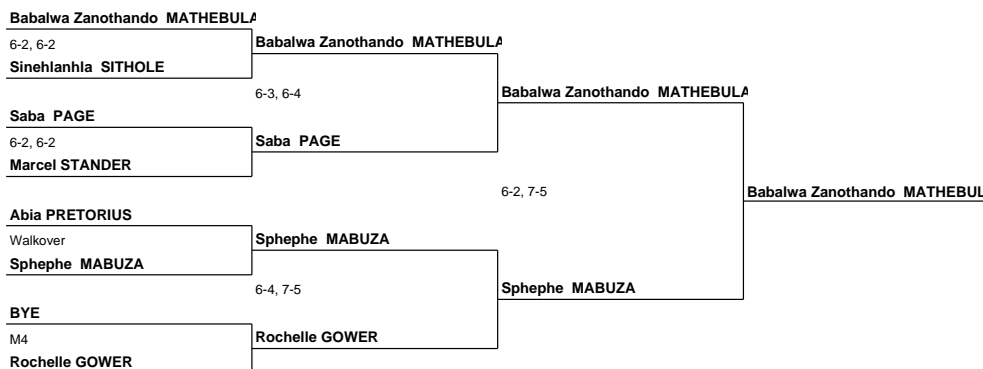 Babalwa Zanothando MATHEBULA
6-2, 6-2
Sinehlanhla SITHOLE
Saba PAGE
6-2, 6-2
Marcel STANDER
Abia PRETORIUS
Walkover
Sphephe MABUZA
BYE
M4
Rochelle GOWER
Babalwa Zanothando MATHEBULA
6-3, 6-4
Saba PAGE
Sphephe MABUZA
6-4, 7-5
Rochelle GOWER
Babalwa Zanothando MATHEBULA
6-2, 7-5
Sphephe MABUZA
Babalwa Zanothando MATHEBUL